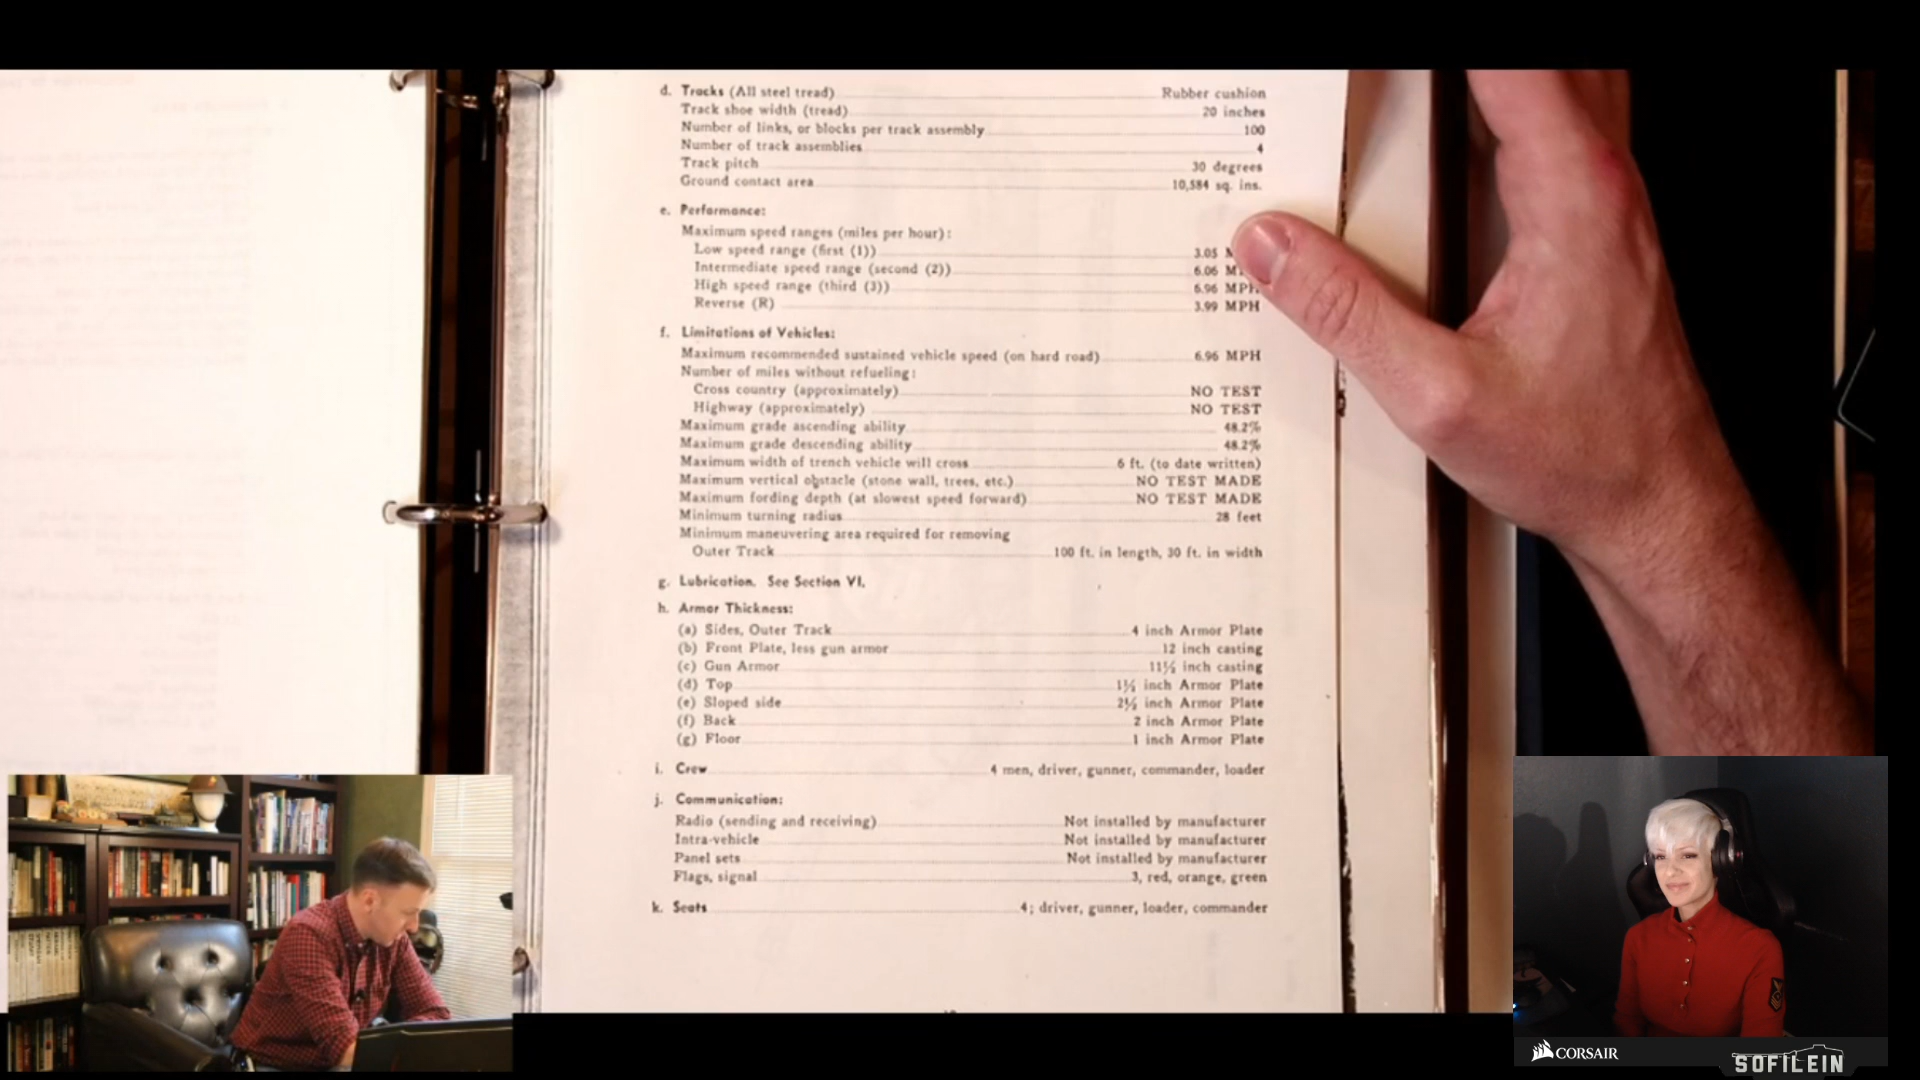 d. Tracks (All steel tread) Rubber cushion
Track shoe width (tread) 20 inches
Number of links, or blocks per track assembly 100
Number of track assemblies 4
Track pitch 30 degrees
Ground contact area 10,584 sq. ins.
e. Performance:
Maximum speed ranges (miles per hour):
Low speed range (first (1)) 3.05
Intermediate speed range (second (2)) 6.06
High speed range (third (3)) 6.96 MPH
Reverse (R) 3.99 MPH
f. Limitations of Vehicles:
Maximum recommended sustained vehicle speed (on hard road) 6.96 MPH
Number of miles without refueling:
Cross country (approximately) NO TEST
Highway (approximately) NO TEST
Maximum grade ascending ability 48.2%
Maximum grade descending ability 48.2%
Maximum width of trench vehicle will cross 6 ft. (to date written)
Maximum vertical obstacle (stone wall, trees, etc.) NO TEST MADE
Maximum fording depth (at slowest speed forward) NO TEST MADE
Minimum turning radius 28 feet
Minimum maneuvering area required for removing
Outer Track 100 ft. in length, 30 ft. in width
g. Lubrication. See Section VI.
h. Armor Thickness:
(a) Sides, Outer Track 4 inch Armor Plate
(b) Front Plate, less gun armor 12 inch casting
(c) Gun Armor 11½ inch casting
(d) Top 1½ inch Armor Plate
(e) Sloped side 2½ inch Armor Plate
(f) Back 2 inch Armor Plate
(g) Floor 1 inch Armor Plate
i. Crew 4 men, driver, gunner, commander, loader
j. Communication:
Radio (sending and receiving) Not installed by manufacturer
Intra-vehicle Not installed by manufacturer
Panel sets Not installed by manufacturer
Flags, signal 3, red, orange, green
k. Seats 4; driver, gunner, loader, commander
CORSAIR
SOFILEIN